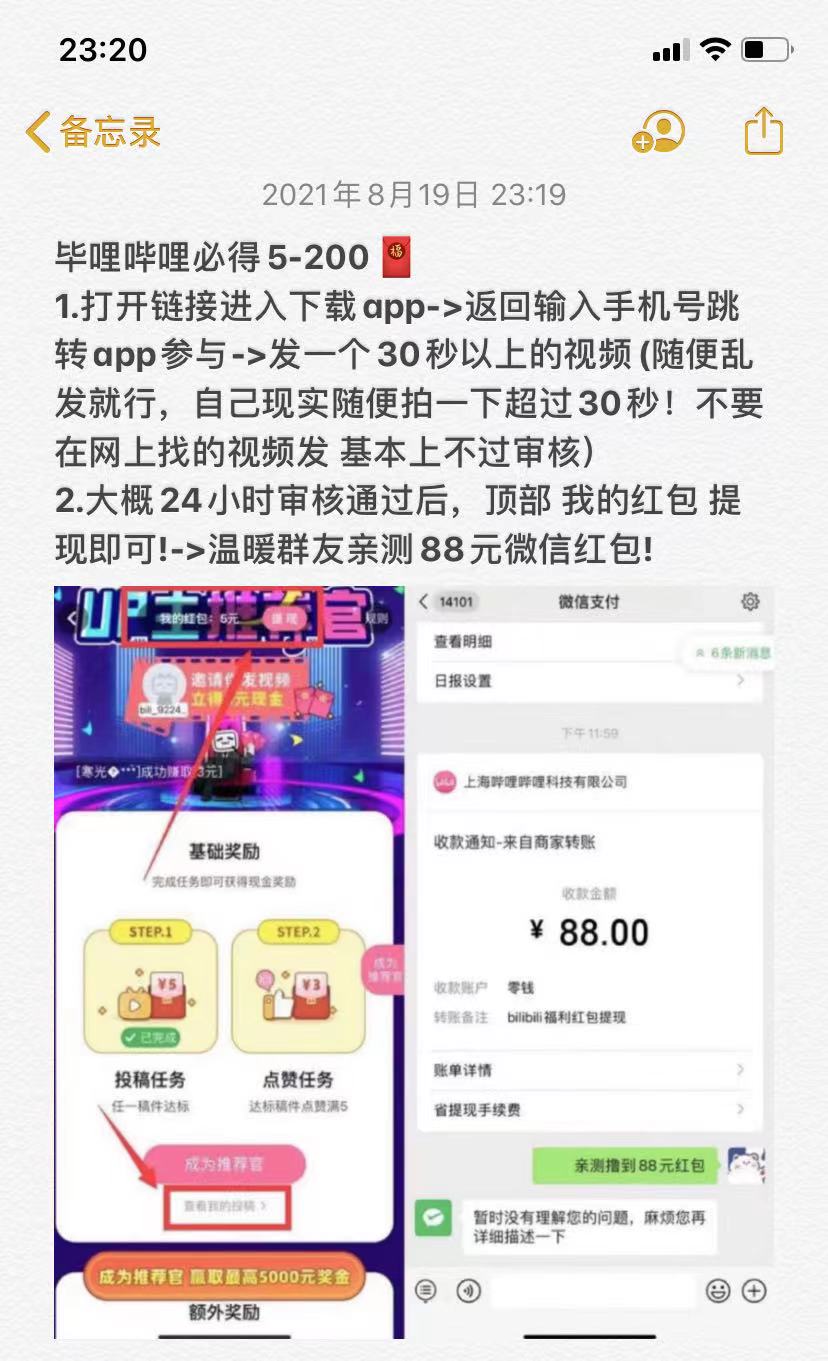 23:20
备忘录
2021年8月19日 23:19
毕哩哔哩必得5-200
福
1.打开链接进入下载app->返回输入手机号跳
转app参与->发一个30秒以上的视频(随便乱
发就行，自己现实随便拍一下超过30秒！不要
在网上找的视频发 基本上不过审核）
2.大概24小时审核通过后，顶部 我的红包 提
现即可!->温暖群友亲测88元微信红包!
UP主推荐官
我的红包：5元
提现
规则
邀请你发视频
立得 元现金
bili_9224...
成功赚取 3元]
基础奖励
完成任务即可获得现金奖励
STEP.1
STEP.2
¥5
¥3
已完成
成为
推荐官
投稿任务
点赞任务
任一稿件达标
达标稿件点赞满5
成为推荐官
查看我的投稿 >
成为推荐官 赢取最高5000元奖金
额外奖励
14101
微信支付
查看明细
6条新消息
日报设置
下午11:59
上海哔哩哔哩科技有限公司
收款通知-来自商家转账
收款金额
¥ 88.00
收款账户 零钱
转账备注 bilibili福利红包提现
账单详情
省提现手续费
亲测撸到88元红包
暂时没有理解您的问题，麻烦您再
详细描述一下